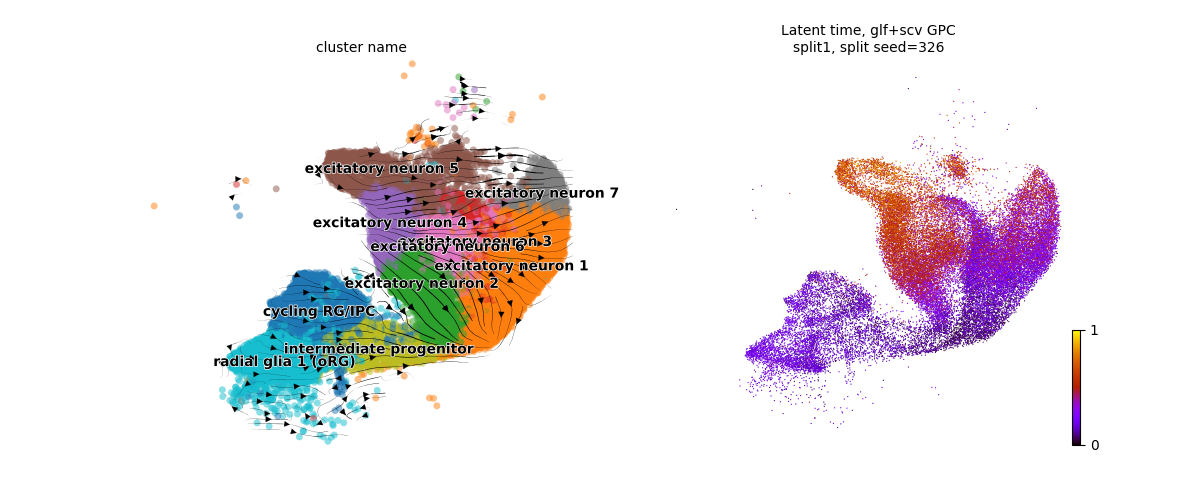 cluster name
excitatory neuron 5
excitatory neuron 7
excitatory neuron 4
excitatory neuron 3
excitatory neuron 6
excitatory neuron 1
excitatory neuron 2
cycling RG/IPC
intermediate progenitor
radial glia 1 (oRG)
Latent time, glf+scv GPC
split1, split seed=326
1
0